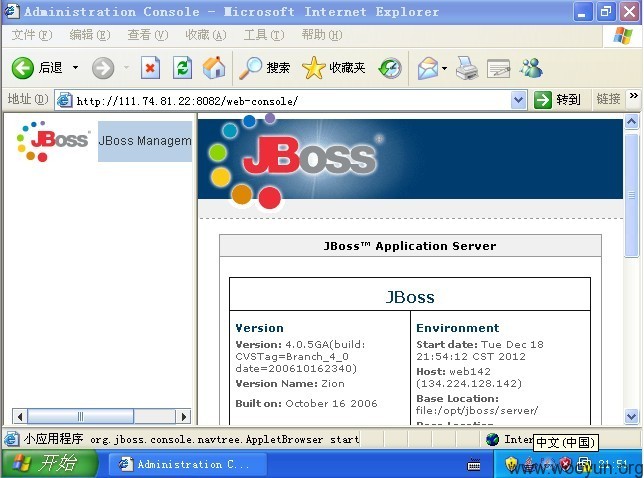 Administration Console - Microsoft Internet Explorer
文件(F) 编辑(E) 查看(V) 收藏(A) 工具(T) 帮助(H)
后退 搜索 收藏夹
地址(D) http://111.74.81.22:8082/web-console/ 转到 链接 »
JBoss JBoss Managem
JBoss
JBoss™ Application Server
JBoss
Version
Version: 4.0.5GA(build:
CVSTag=Branch_4_0
date=200610162340)
Version Name: Zion
Built on: October 16 2006
Environment
Start date: Tue Dec 18
21:54:12 CST 2012
Host: web142
(134.224.128.142)
Base Location:
file:/opt/jboss/server/
小应用程序 org.jboss.console.navtree.AppletBrowser start
Inter
中文(中国)
开始 Administration C... 21:51
www.wooyun.org